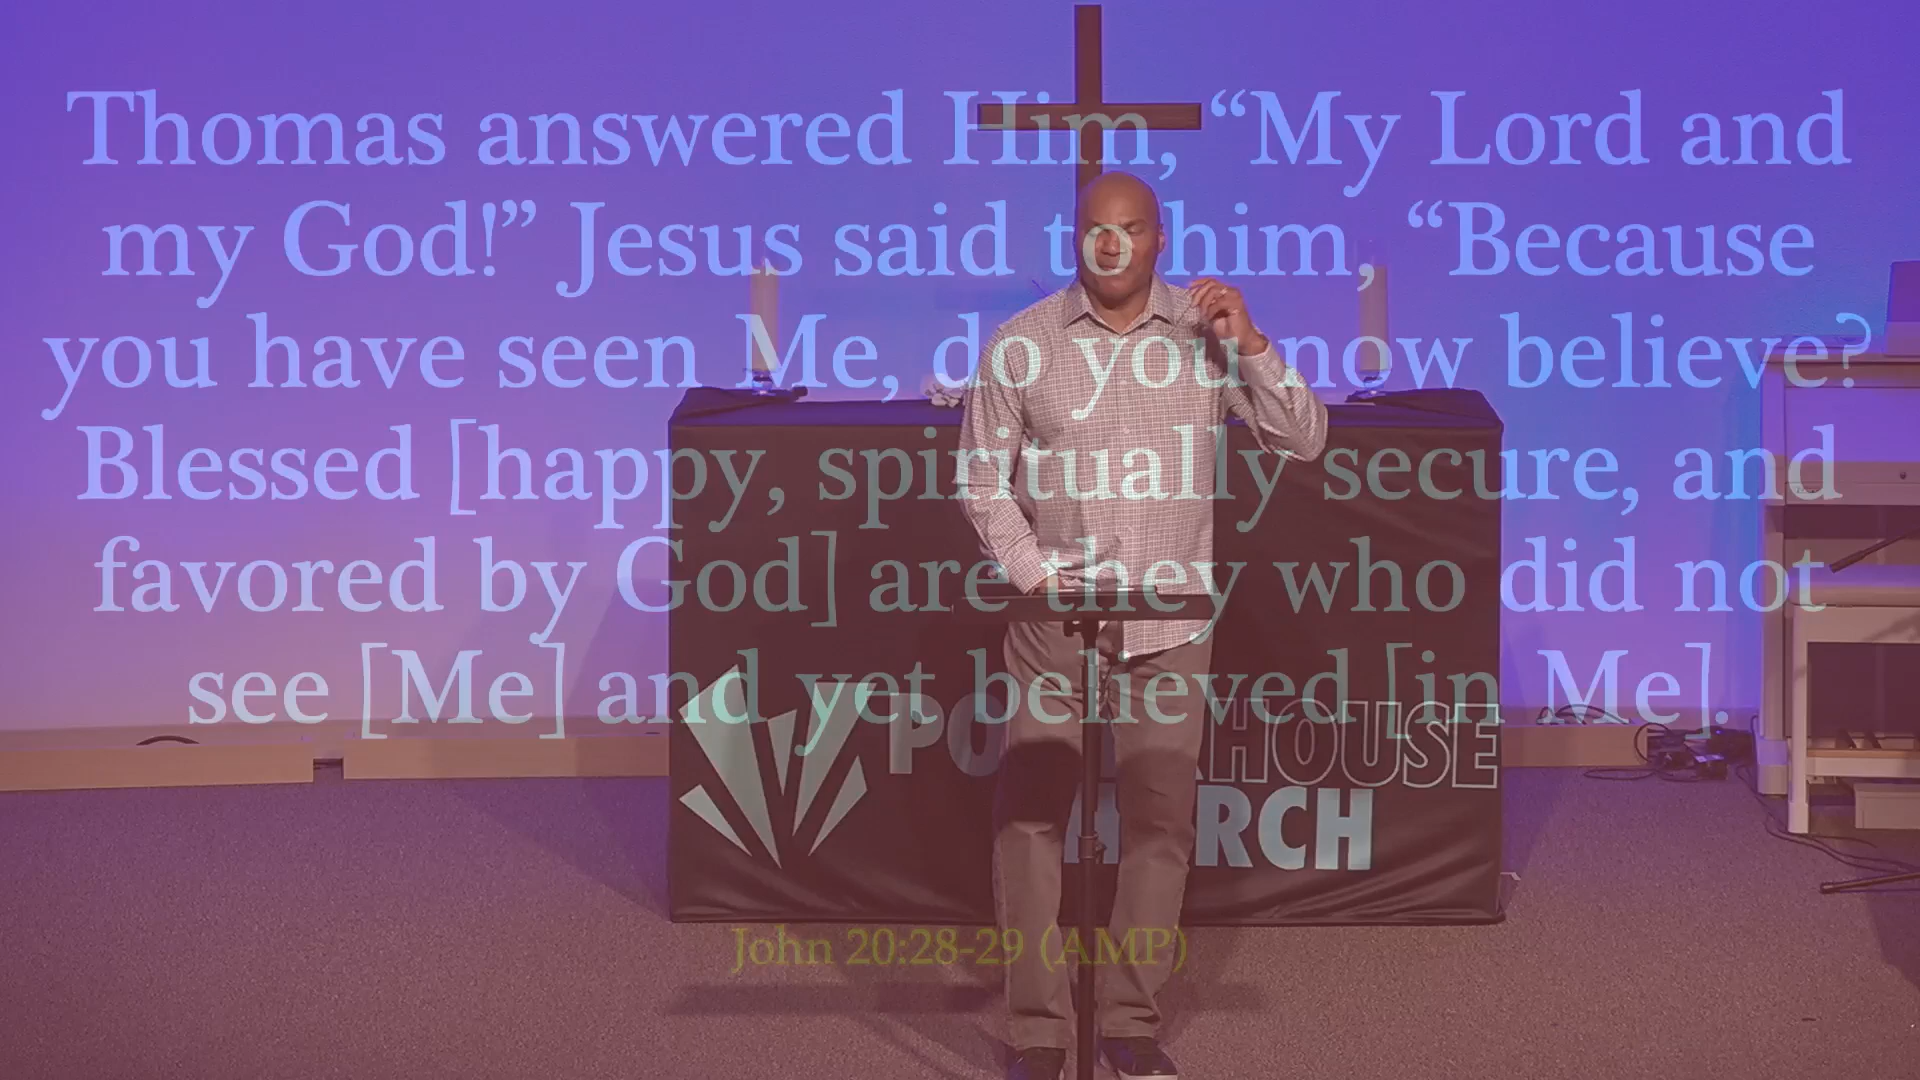 Thomas answered Him, “My Lord and
my God!” Jesus said to him, “Because
you have seen Me, do you now believe?
Blessed [happy, spiritually secure, and
favored by God] are they who did not
see [Me] and yet believed [in Me].
HOUSE
John 20:28-29 (AMP)